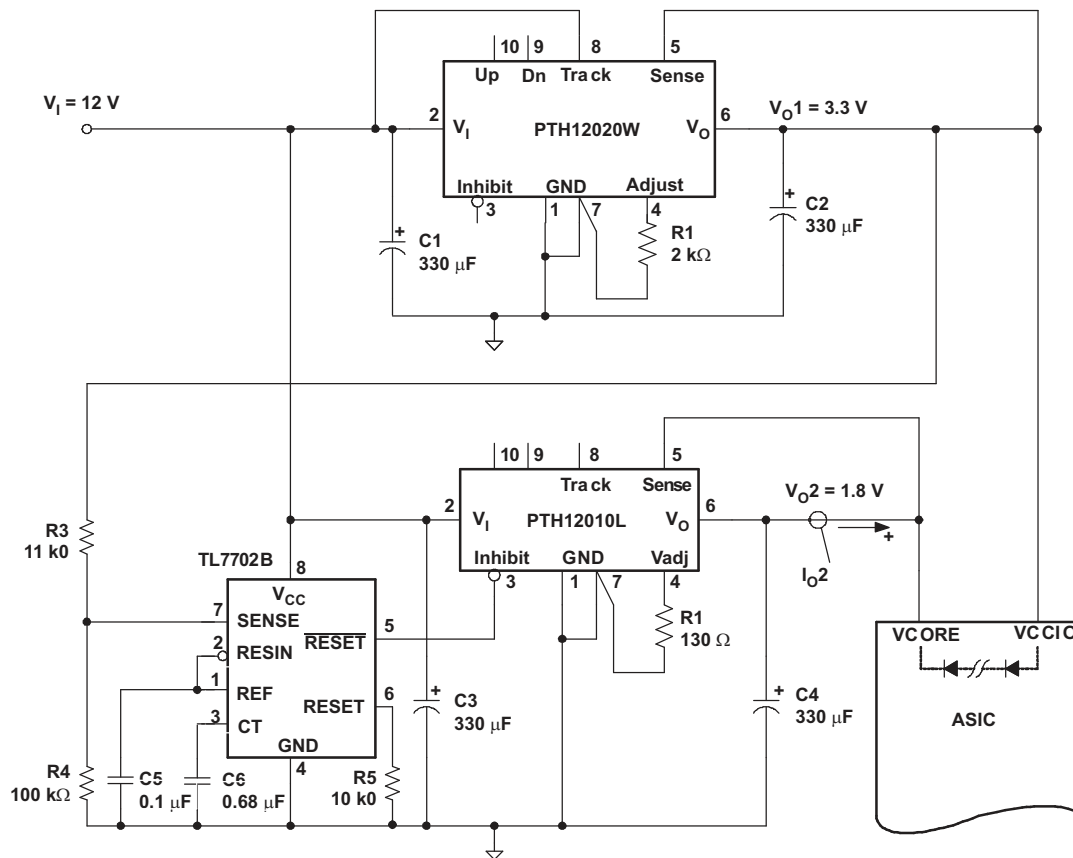 10 9 8 5
Up Dn Track Sense
V_I = 12 V
2 V_I PTH12020W V_O 6 V_O1 = 3.3 V
Inhibit GND Adjust
3 1 7 4
+ C1
330 μF
R1
2 kΩ
+ C2
330 μF
10 9 8 5
Track Sense
2 V_I PTH12010L V_O 6 V_O2 = 1.8 V
+
Inhibit GND Vadj
3 1 7 4
I_O2
R3
11 k0
TL7702B
8
V_CC
7 SENSE
2 RESIN
1 REF
3 CT
RESET 5
RESET 6
GND
4
R1
130 Ω
+ C3
330 μF
+ C4
330 μF
VCORE VCCIO
ASIC
R4
100 kΩ
C5
0.1 μF
C6
0.68 μF
R5
10 k0